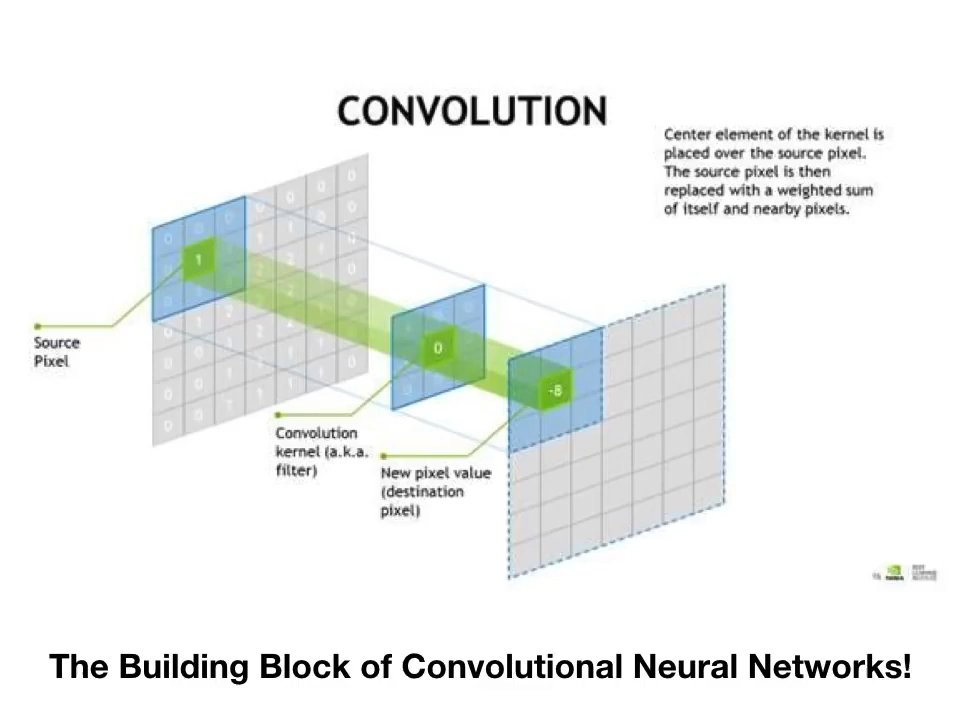 CONVOLUTION
Center element of the kernel is
placed over the source pixel.
The source pixel is then
replaced with a weighted sum
of itself and nearby pixels.
1
0
-8
Source
Pixel
Convolution
kernel (a.k.a.
filter)
New pixel value
(destination
pixel)
The Building Block of Convolutional Neural Networks!